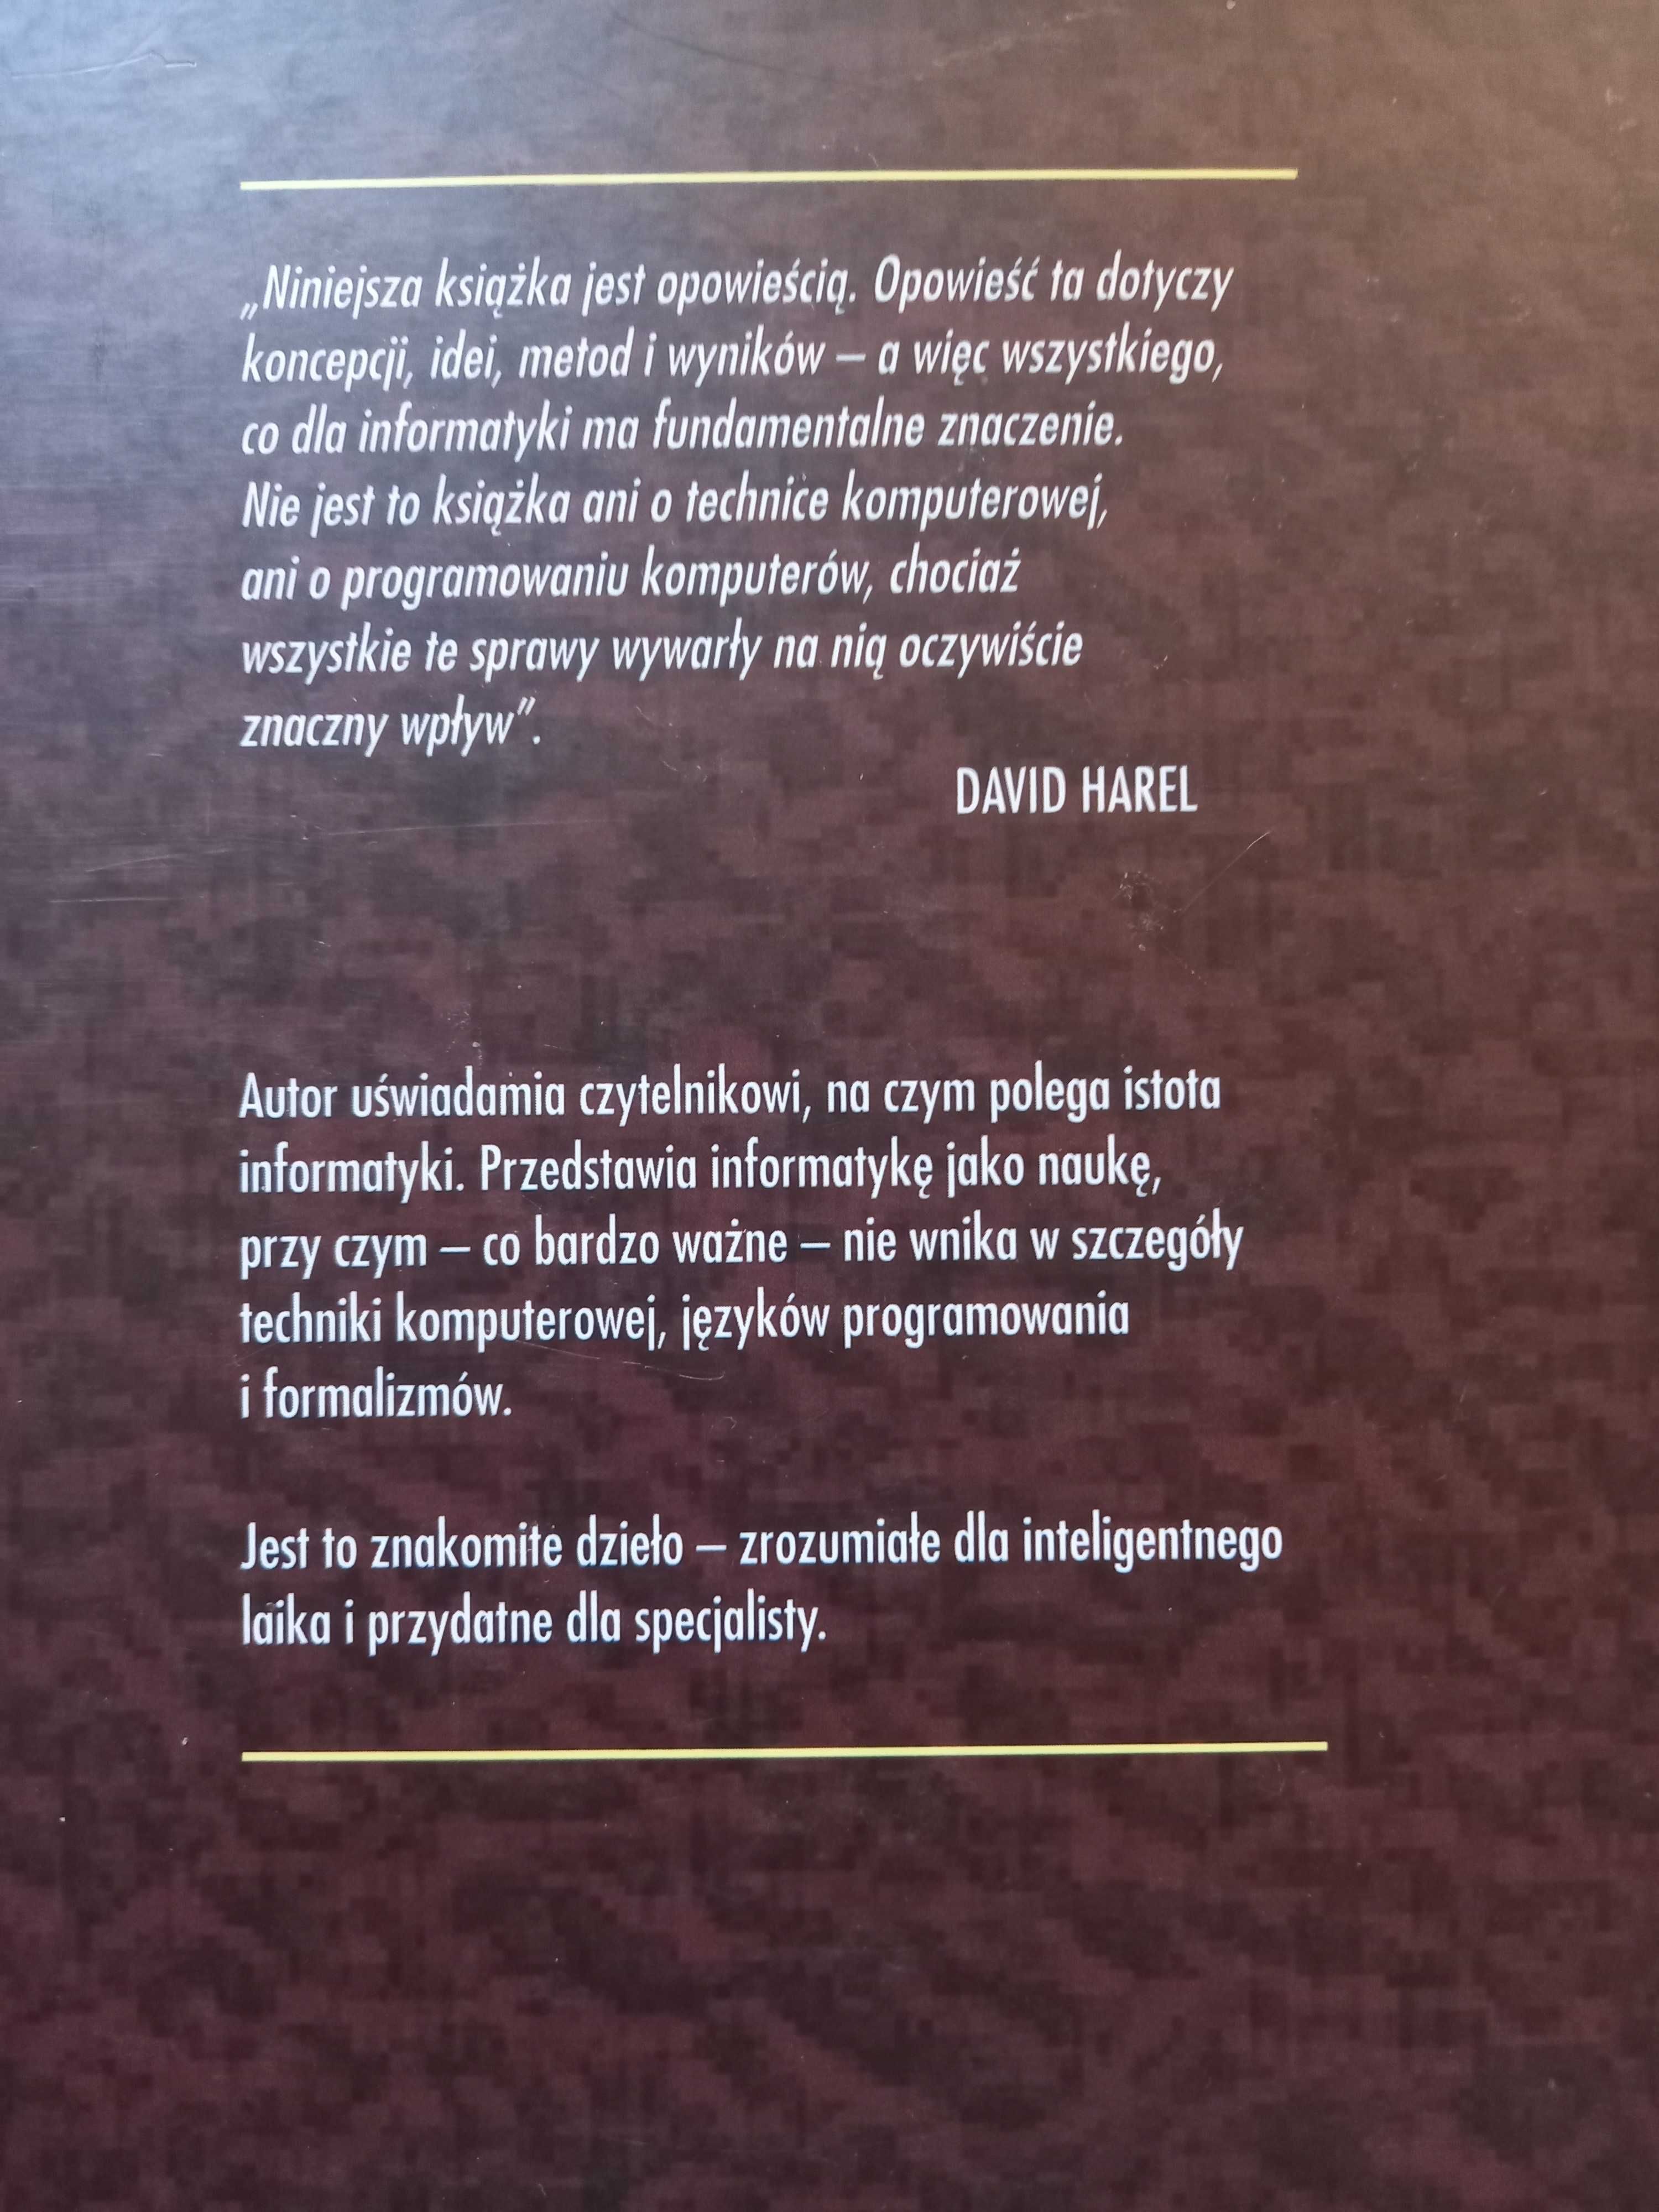 „Niniejsza książka jest opowieścią. Opowieść ta dotyczy
koncepcji, idei, metod i wyników – a więc wszystkiego,
co dla informatyki ma fundamentalne znaczenie.
Nie jest to książka ani o technice komputerowej,
ani o programowaniu komputerów, chociaż
wszystkie te sprawy wywarły na nią oczywiście
znaczny wpływ”.
DAVID HAREL
Autor uświadamia czytelnikowi, na czym polega istota
informatyki. Przedstawia informatykę jako naukę,
przy czym – co bardzo ważne – nie wnika w szczegóły
techniki komputerowej, języków programowania
i formalizmów.
Jest to znakomite dzieło – zrozumiałe dla inteligentnego
laika i przydatne dla specjalisty.